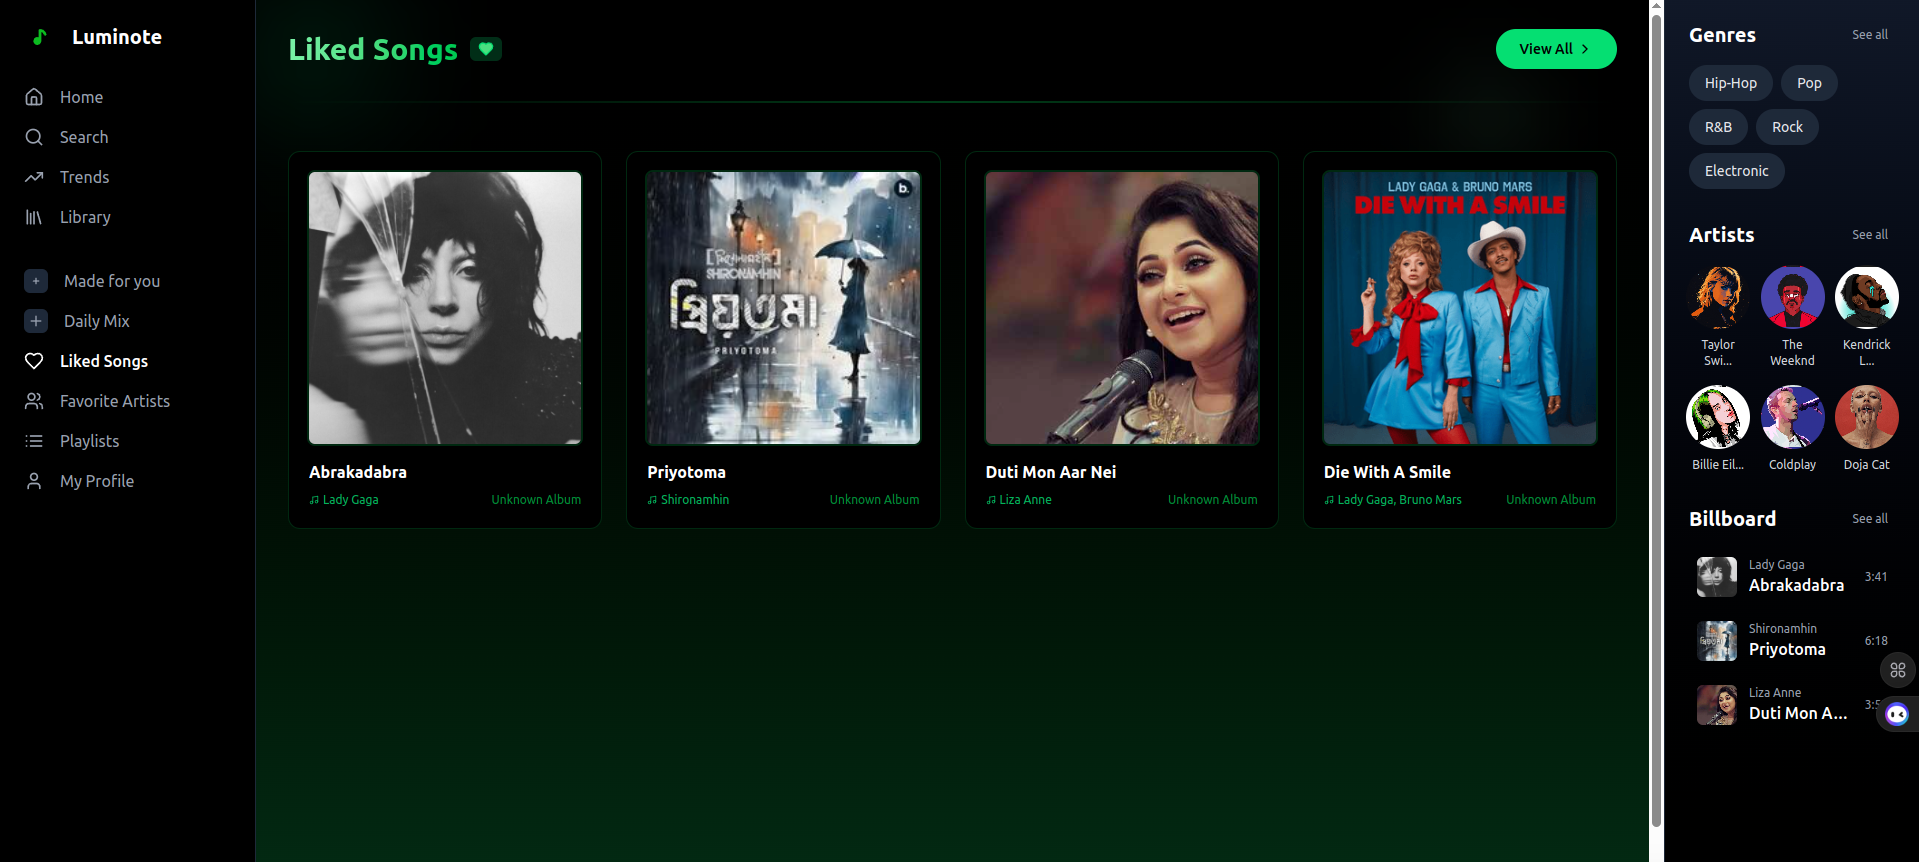 Luminote
Home
Search
Trends
Library
Made for you
Daily Mix
Liked Songs
Favorite Artists
Playlists
My Profile
Liked Songs
View All
b.
SHIRONAMHIN
প্রিয়তমা
PRIYOTOMA
LADY GAGA & BRUNO MARS
DIE WITH A SMILE
Abrakadabra
Lady Gaga
Unknown Album
Priyotoma
Shironamhin
Unknown Album
Duti Mon Aar Nei
Liza Anne
Unknown Album
Die With A Smile
Lady Gaga, Bruno Mars
Unknown Album
Genres
See all
Hip-Hop
Pop
R&B
Rock
Electronic
Artists
See all
Taylor
Swi...
The
Weeknd
Kendrick
L...
Billie Eil...
Coldplay
Doja Cat
Billboard
See all
Lady Gaga
Abrakadabra
3:41
Shironamhin
Priyotoma
6:18
Liza Anne
Duti Mon A...